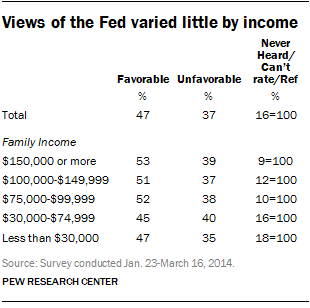 Views of the Fed varied little by income
Never
Heard/
Can't
Favorable Unfavorable rate/Ref
% % %
Total 47 37 16=100
Family Income
$150,000 or more 53 39 9=100
$100,000-$149,999 51 37 12=100
$75,000-$99,999 52 38 10=100
$30,000-$74,999 45 40 16=100
Less than $30,000 47 35 18=100
Source: Survey conducted Jan. 23-March 16, 2014.
PEW RESEARCH CENTER